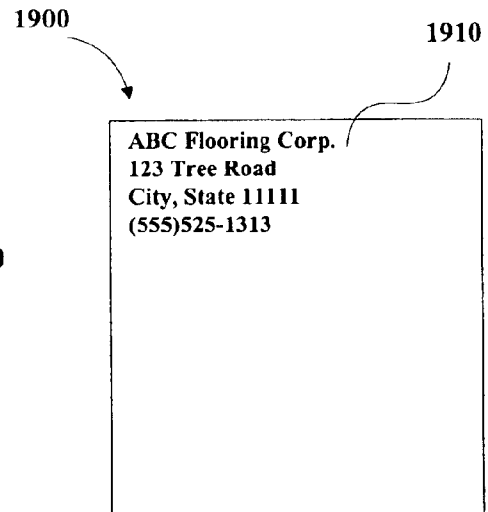 1900
1910
ABC Flooring Corp.
123 Tree Road
City, State 11111
(555)525-1313